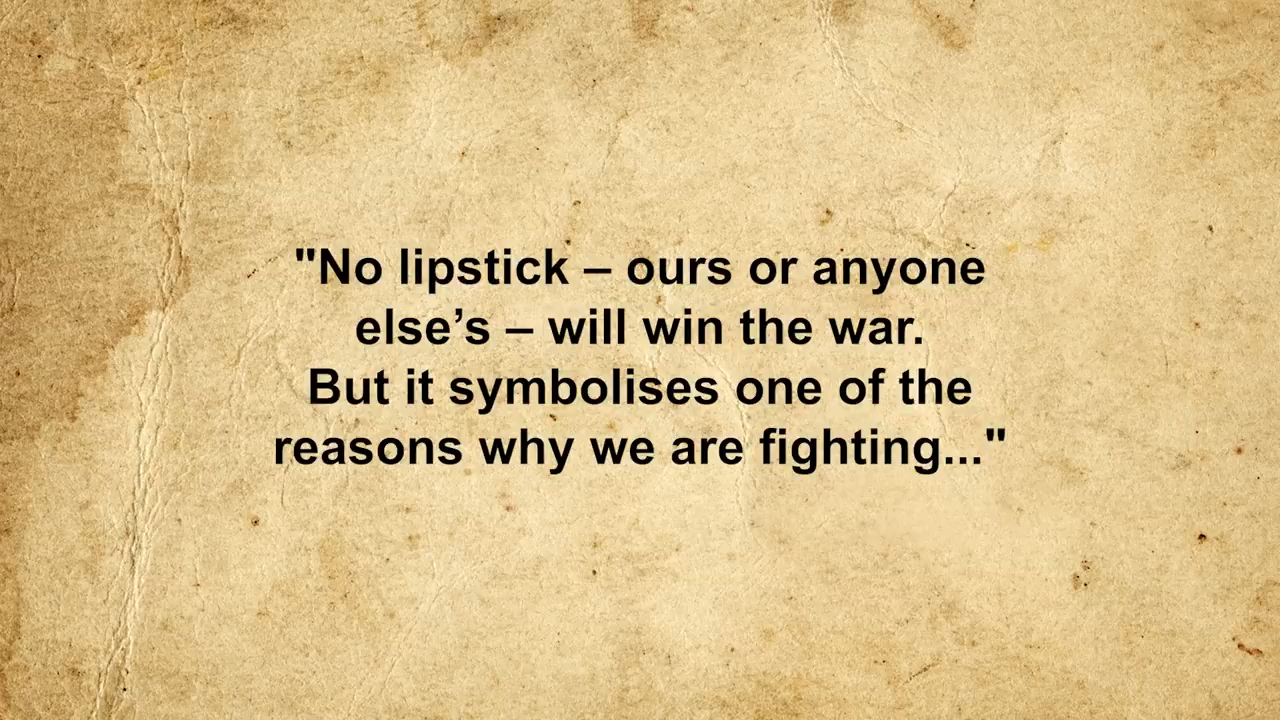 "No lipstick – ours or anyone
else’s – will win the war.
But it symbolises one of the
reasons why we are fighting..."